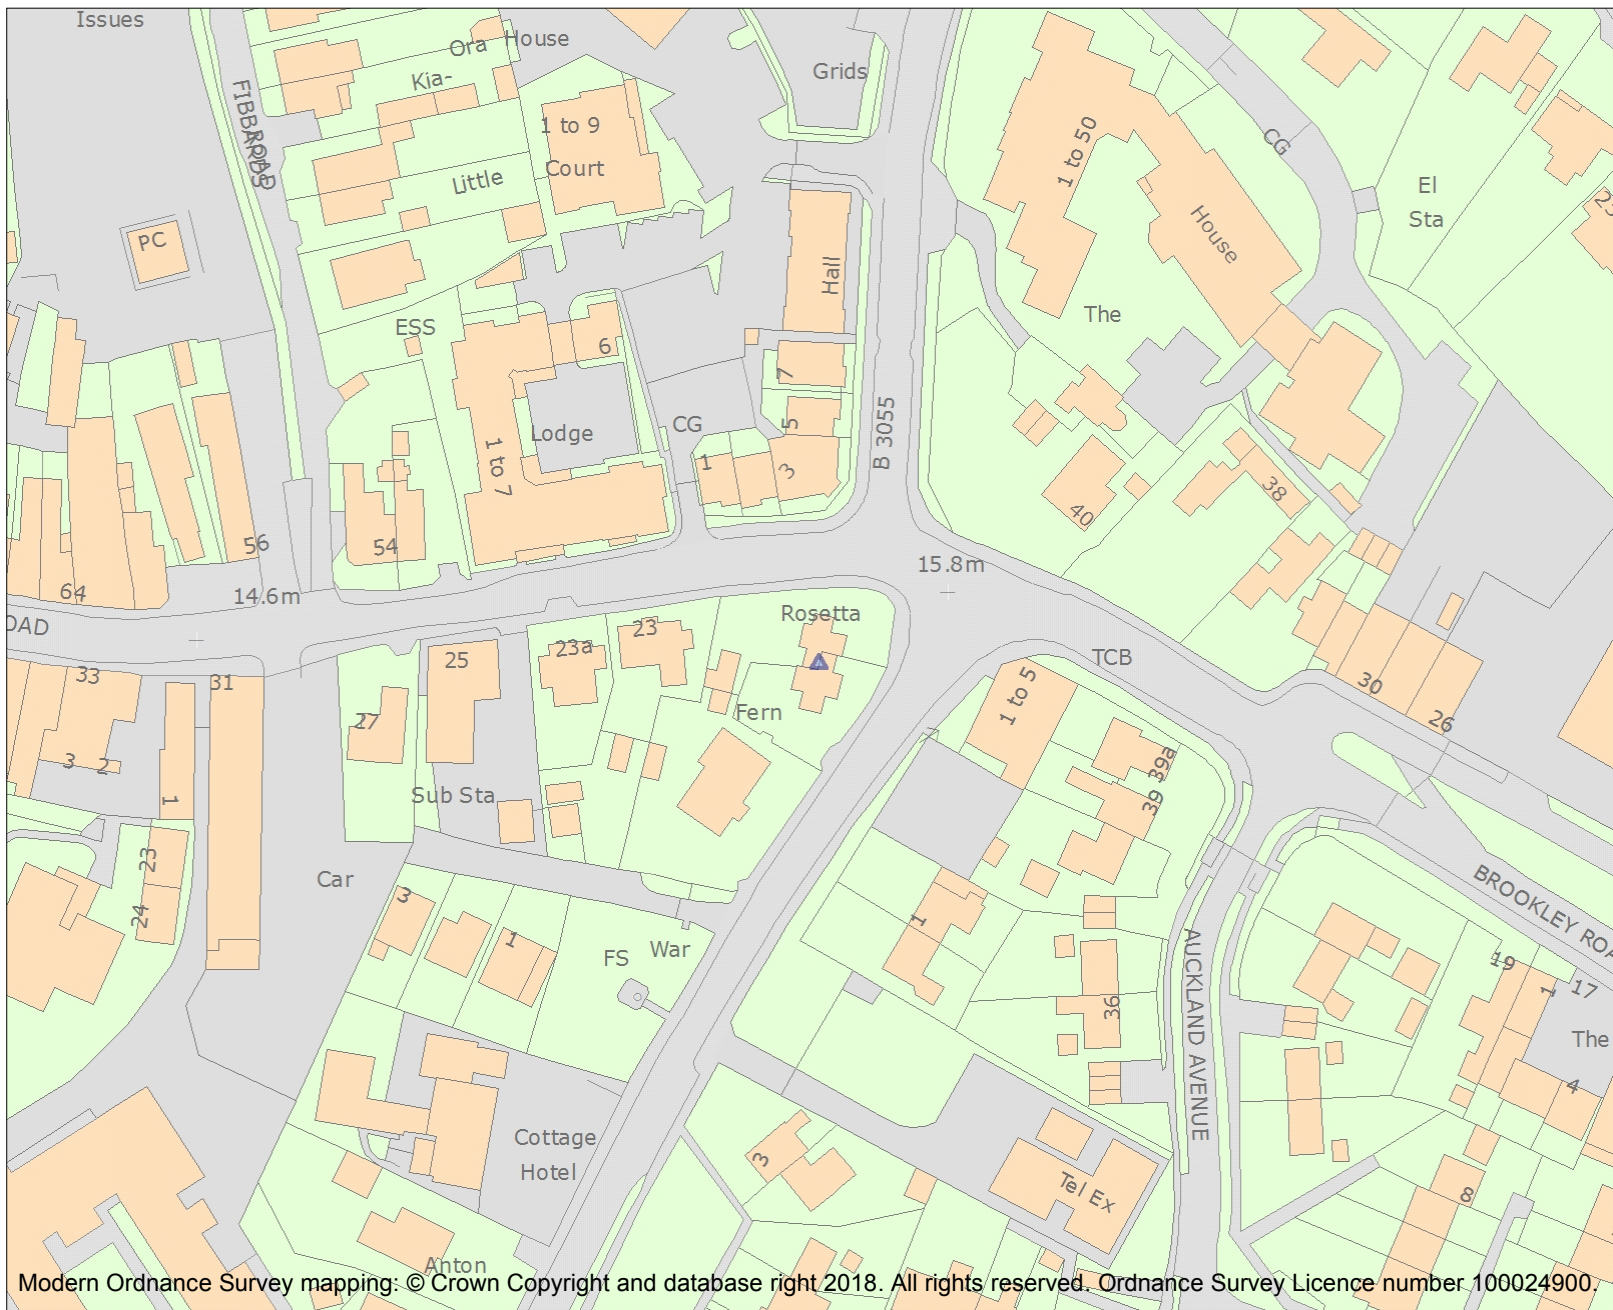 Issues
Ora House
Kia-
Grids
FIBBARDS
ROAD
1 to 9
Court
Little
1 to 50
CG
El
Sta
House
PC
Hall
The
ESS
6
7
B 3055
CG
Lodge
5
1 to 7
1
3
40
38
56
54
64
14.6m
15.8m
OAD
Rosetta
23a
23
TCB
25
33
31
1 to 5
30
26
27
Fern
3
2
39a
39
1
Sub Sta
23
Car
3
24
1
1
FS
War
BROOKLEY ROA
19
1
17
36
AUCKLAND AVENUE
The
4
Cottage
Hotel
3
Tel Ex
8
Anton
Modern Ordnance Survey mapping: © Crown Copyright and database right 2018. All rights reserved. Ordnance Survey Licence number 100024900.